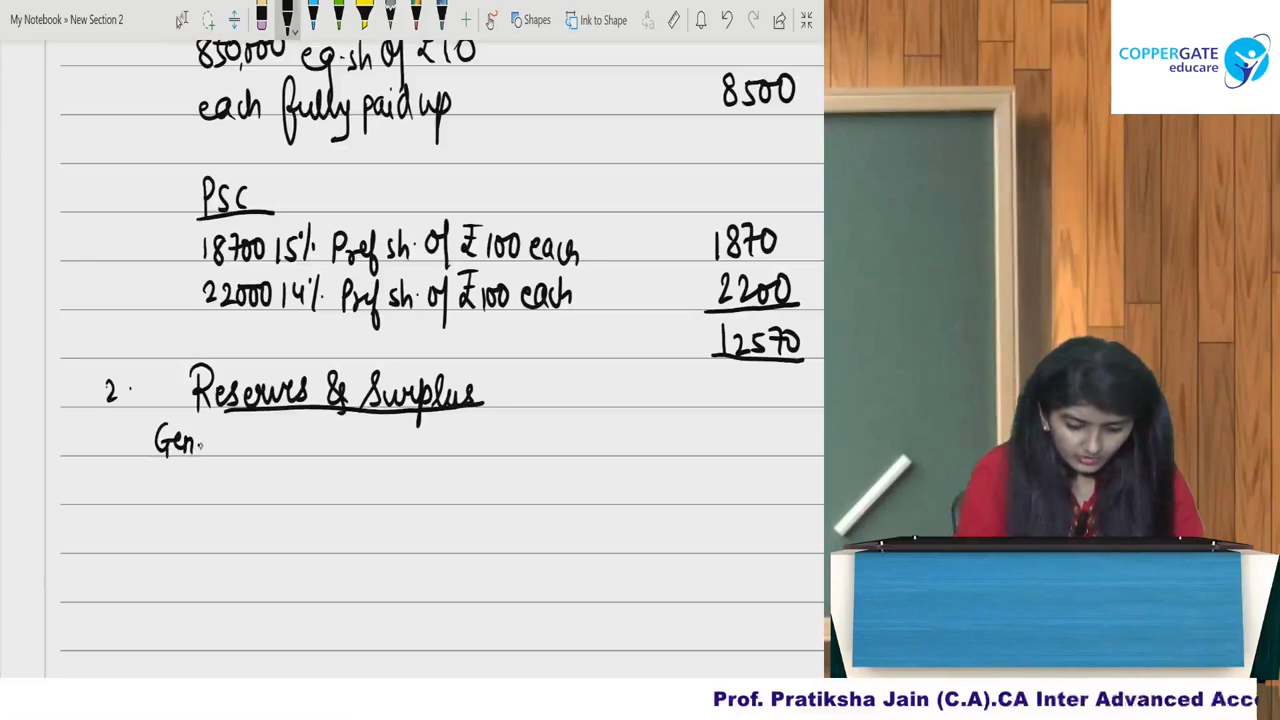 My Notebook » New Section 2
Shapes
Ink to Shape
COPPERGATE
educare
850,000 eq.sh of ₹10
each fully paid up 8500
PSC
18700 15% Pref sh. of ₹100 each 1870
22000 14% Pref sh. of ₹100 each 2200
12570
2. Reserves & Surplus
Gen.
Prof. Pratiksha Jain (C.A).CA Inter Advanced Acc